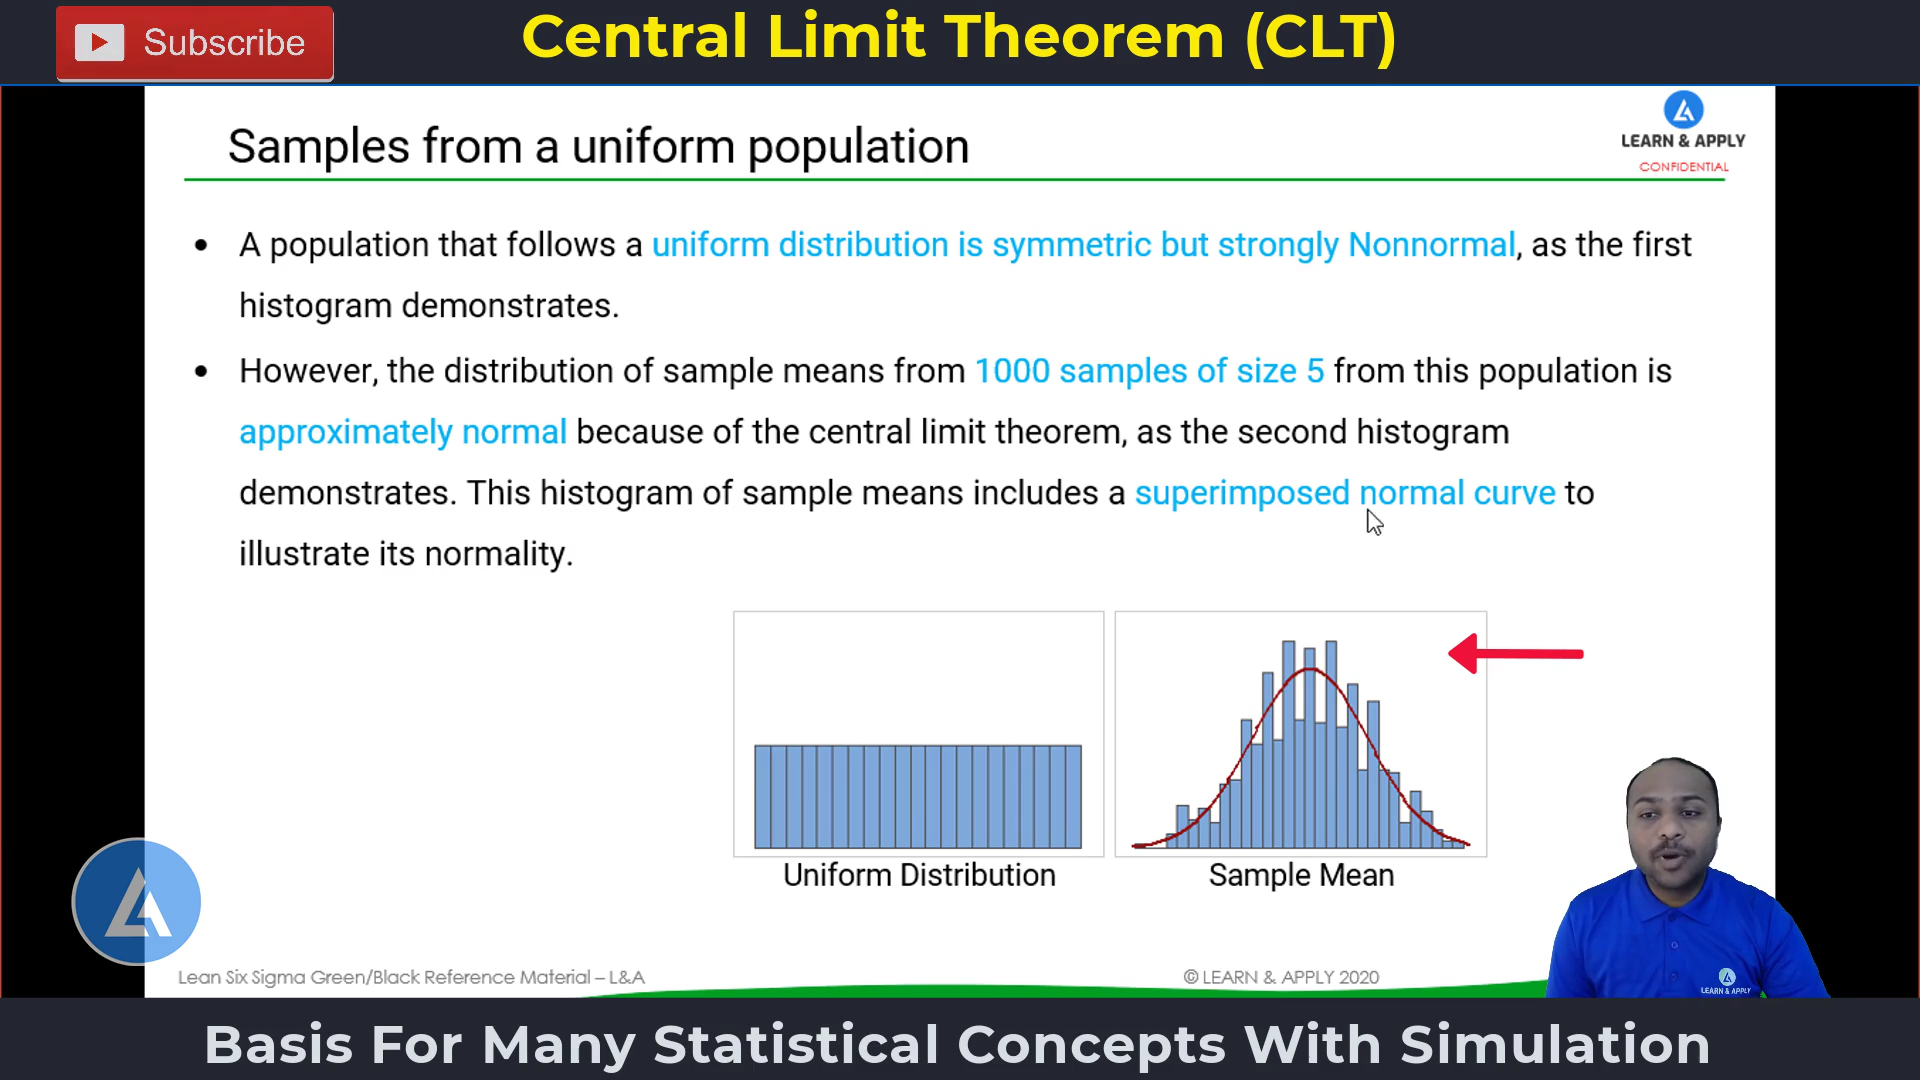 Subscribe
Central Limit Theorem (CLT)
Samples from a uniform population
LEARN & APPLY
CONFIDENTIAL
• A population that follows a uniform distribution is symmetric but strongly Nonnormal, as the first
histogram demonstrates.
• However, the distribution of sample means from 1000 samples of size 5 from this population is
approximately normal because of the central limit theorem, as the second histogram
demonstrates. This histogram of sample means includes a superimposed normal curve to
illustrate its normality.
Uniform Distribution
Sample Mean
Lean Six Sigma Green/Black Reference Material – L&A
© LEARN & APPLY 2020
LEARN & APPLY
Basis For Many Statistical Concepts With Simulation